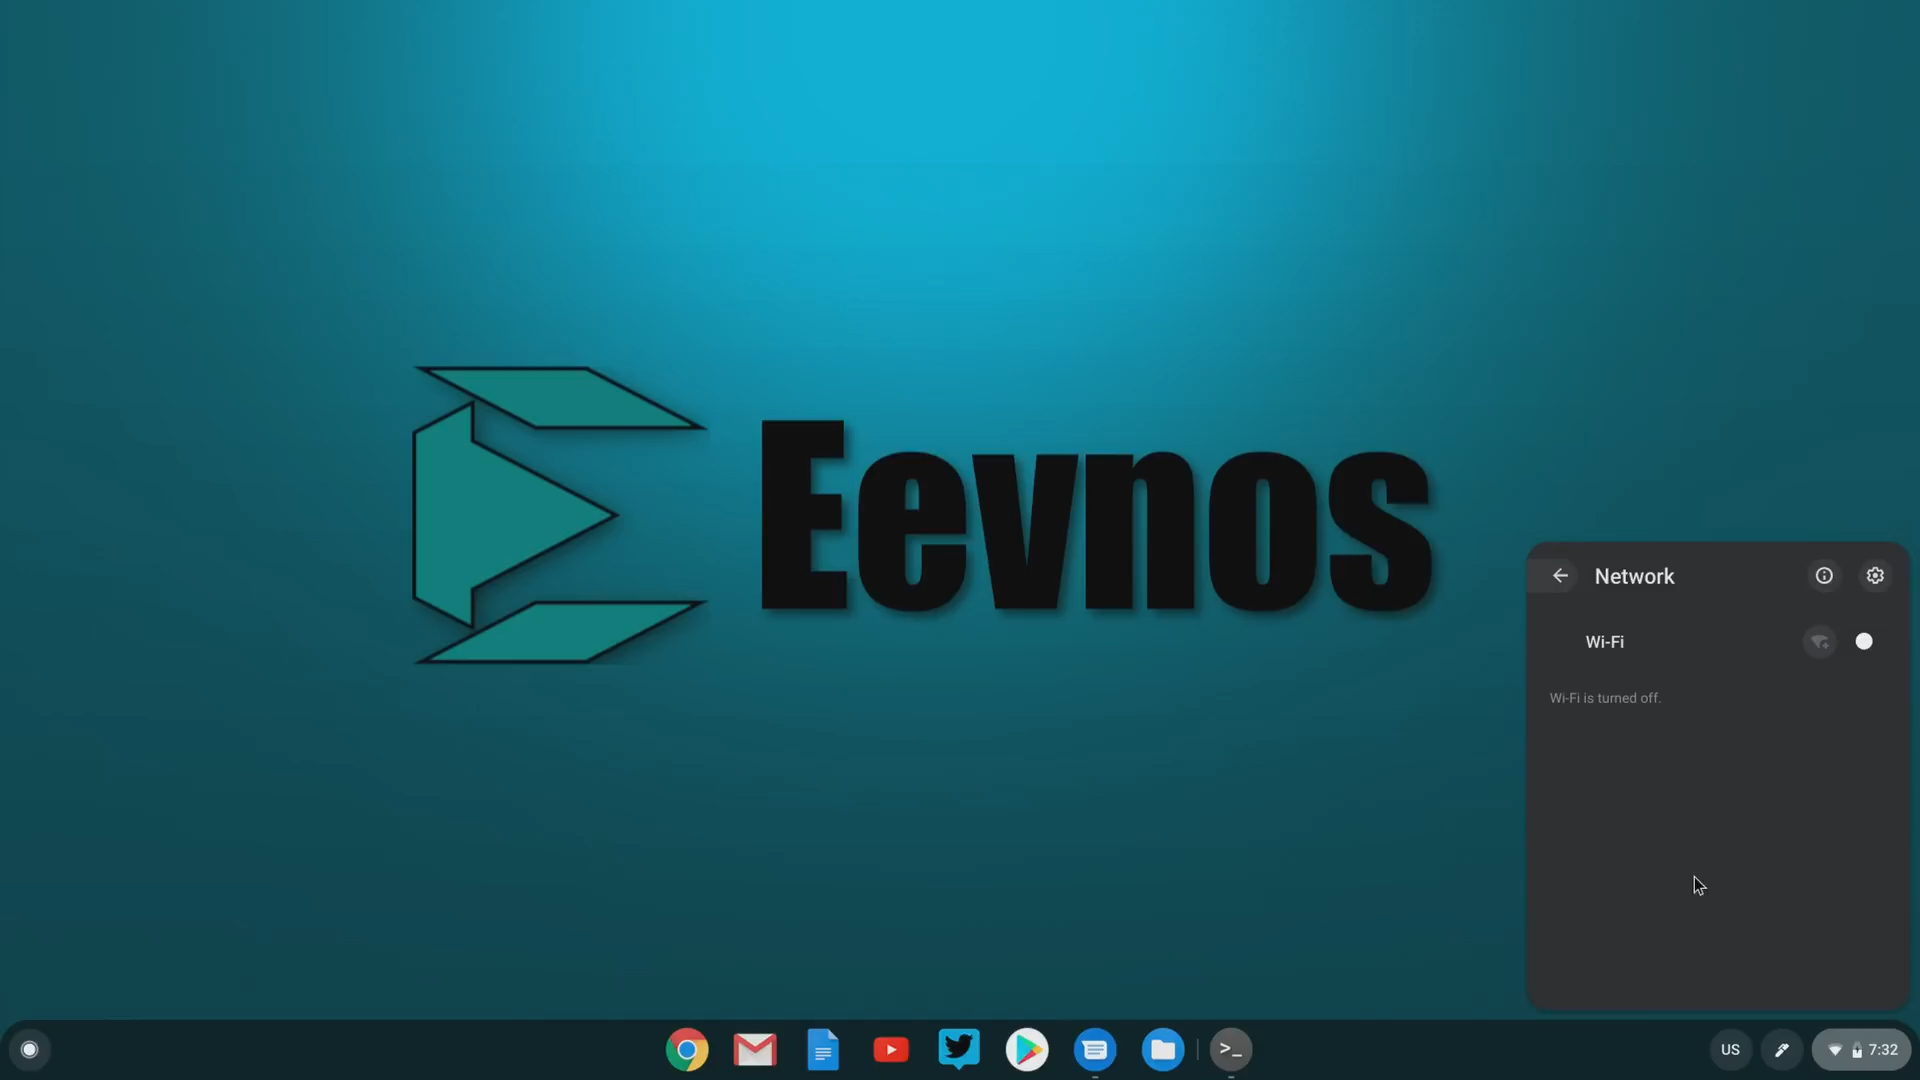 Eevnos
Network
Wi-Fi
Wi-Fi is turned off.
US
7:32